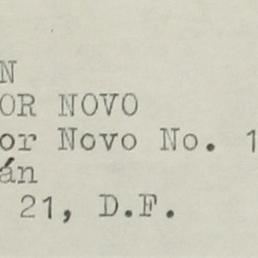 N
OR NOVO
or Novo No. 1
án
21, D.F.